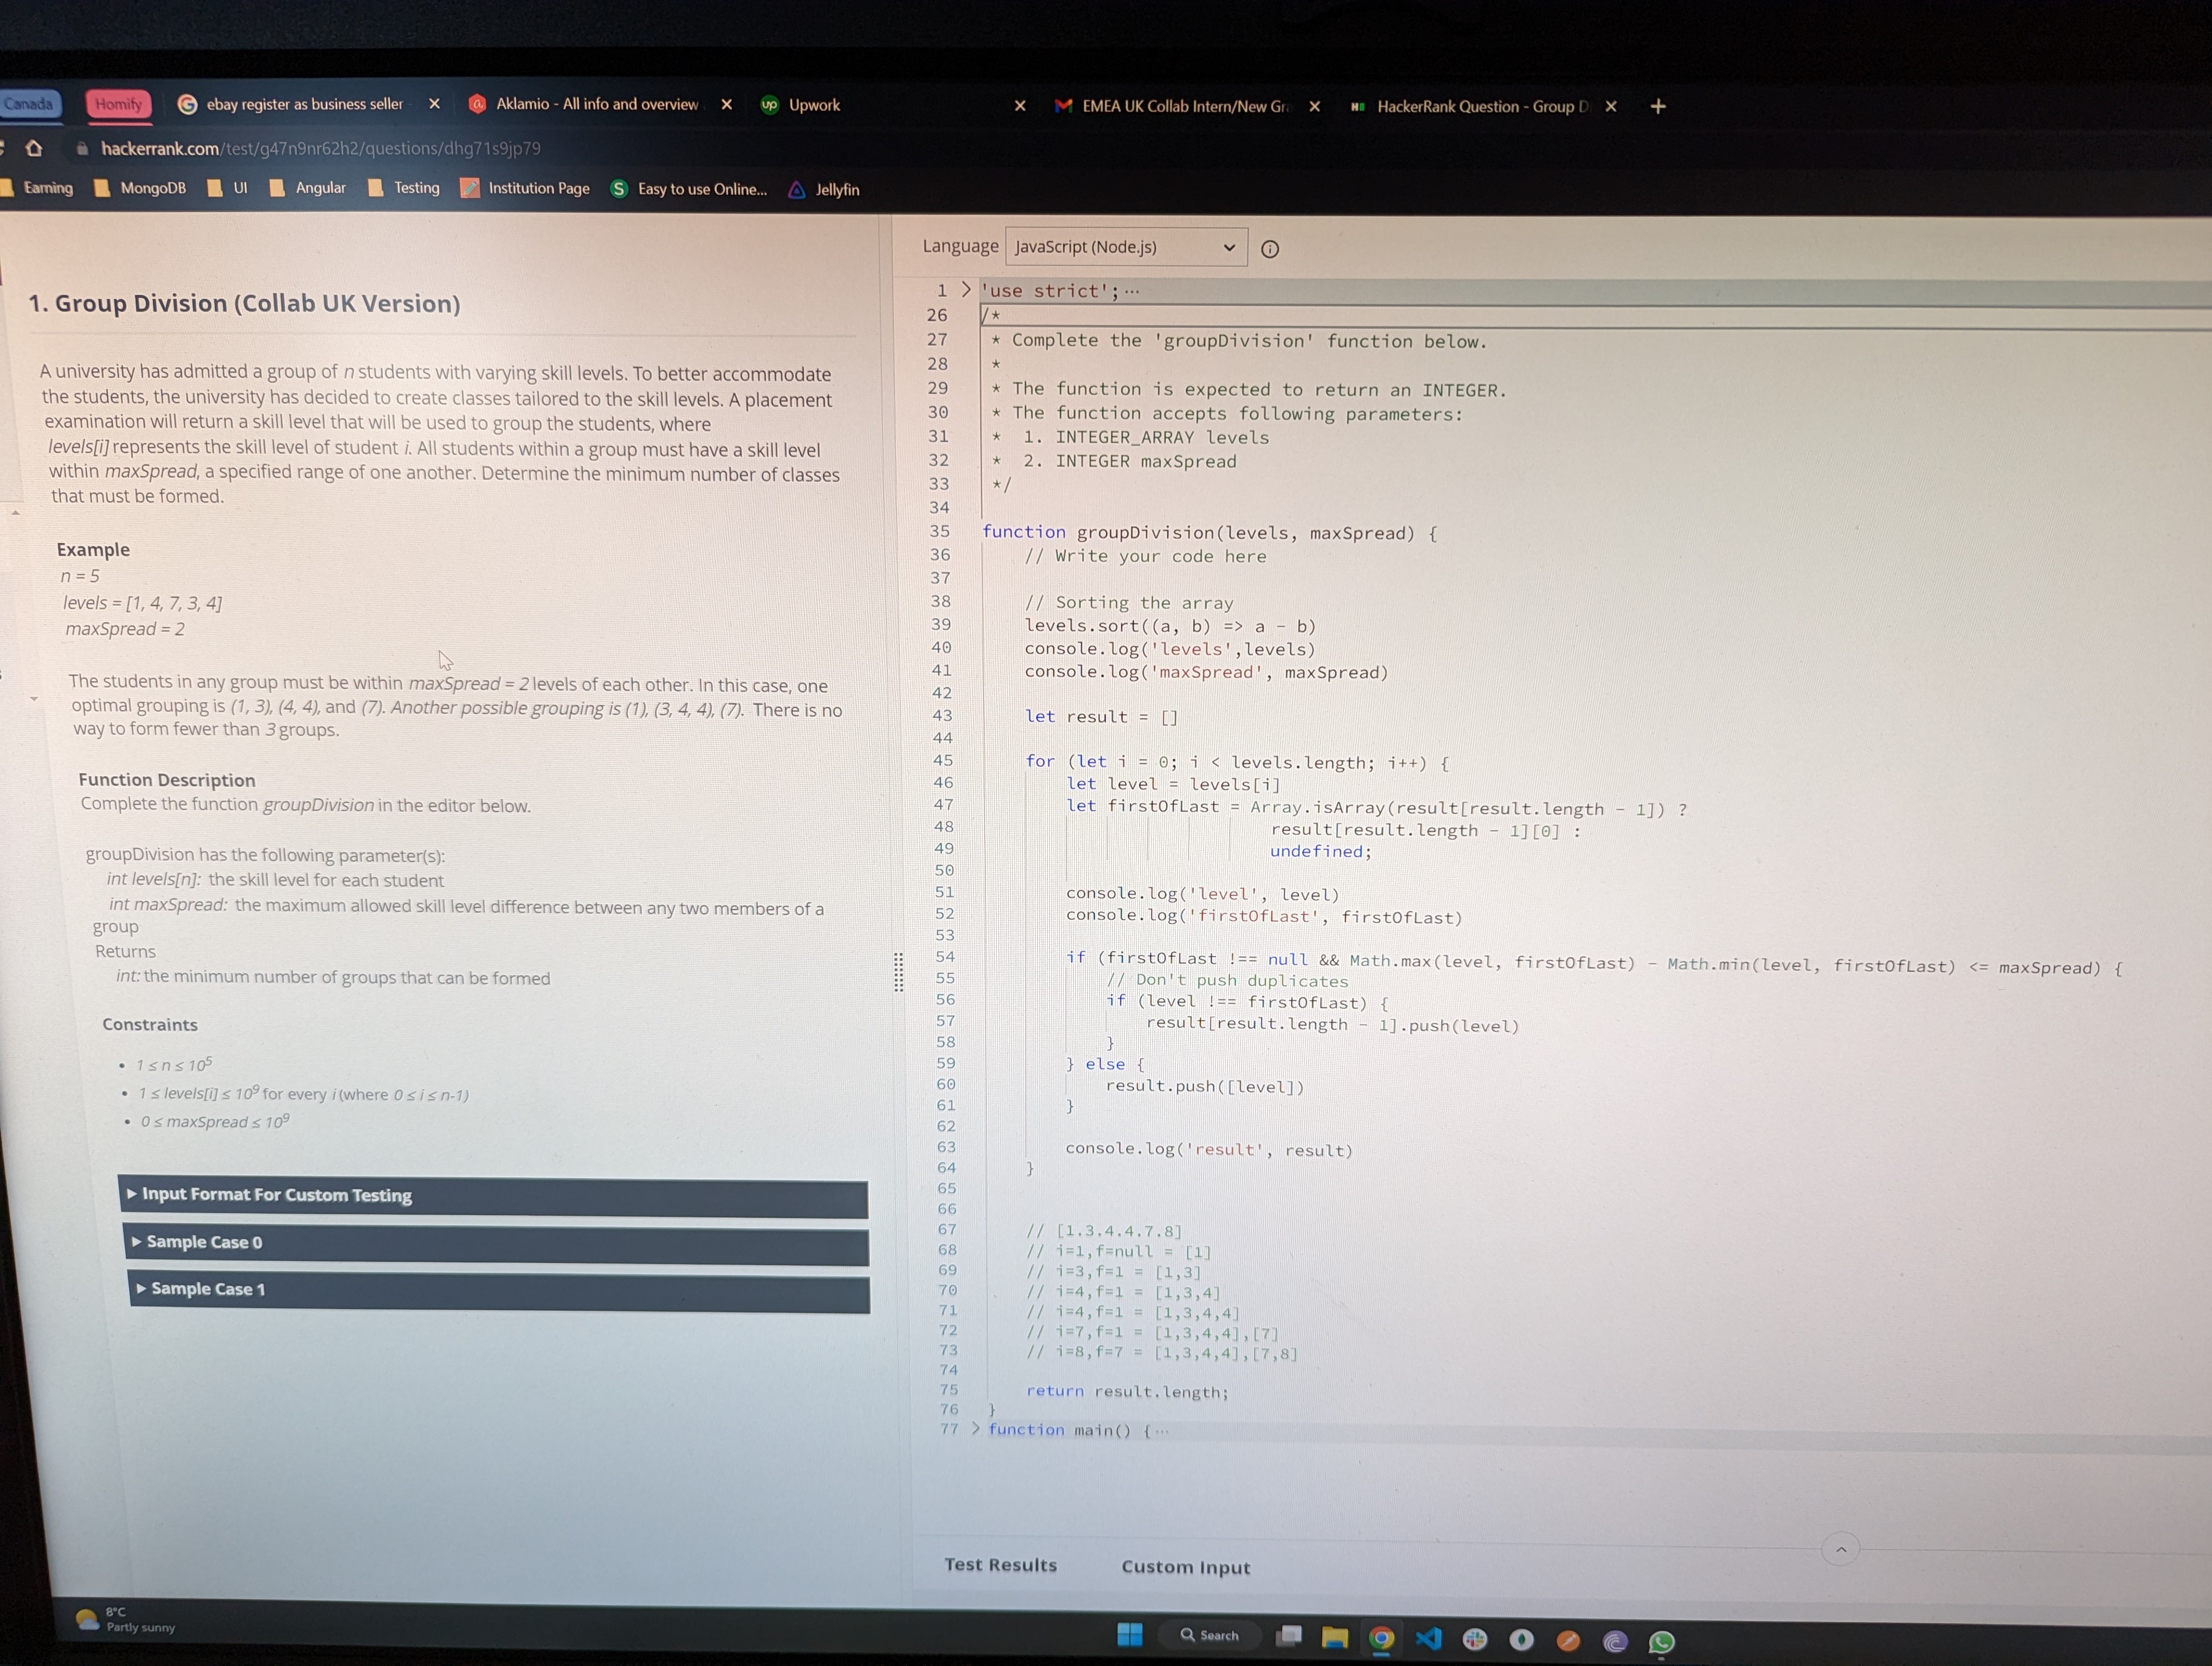 Canada
Homify
ebay register as business seller
Aklamio - All info and overview
Upwork
EMEA UK Collab Intern/New Gr
HackerRank Question - Group D
hackerrank.com/test/g47n9nr62h2/questions/dhg71s9jp79
Earning
MongoDB
UI
Angular
Testing
Institution Page
Easy to use Online...
Jellyfin
1. Group Division (Collab UK Version)
A university has admitted a group of n students with varying skill levels. To better accommodate
the students, the university has decided to create classes tailored to the skill levels. A placement
examination will return a skill level that will be used to group the students, where
levels[i] represents the skill level of student i. All students within a group must have a skill level
within maxSpread, a specified range of one another. Determine the minimum number of classes
that must be formed.
Example
n = 5
levels = [1, 4, 7, 3, 4]
maxSpread = 2
The students in any group must be within maxSpread = 2 levels of each other. In this case, one
optimal grouping is (1, 3), (4, 4), and (7). Another possible grouping is (1), (3, 4, 4), (7). There is no
way to form fewer than 3 groups.
Function Description
Complete the function groupDivision in the editor below.
groupDivision has the following parameter(s):
int levels[n]: the skill level for each student
int maxSpread: the maximum allowed skill level difference between any two members of a
group
Returns
int: the minimum number of groups that can be formed
Constraints
• 1 ≤ n ≤ 10⁵
• 1 ≤ levels[i] ≤ 10⁹ for every i (where 0 ≤ i ≤ n-1)
• 0 ≤ maxSpread ≤ 10⁹
Input Format For Custom Testing
Sample Case 0
Sample Case 1
Language
JavaScript (Node.js)
1 > 'use strict'; ...
26 /*
27 * Complete the 'groupDivision' function below.
28 *
29 * The function is expected to return an INTEGER.
30 * The function accepts following parameters:
31 * 1. INTEGER_ARRAY levels
32 * 2. INTEGER maxSpread
33 */
34
35 function groupDivision(levels, maxSpread) {
36 // Write your code here
37
38 // Sorting the array
39 levels.sort((a, b) => a - b)
40 console.log('levels',levels)
41 console.log('maxSpread', maxSpread)
42
43 let result = []
44
45 for (let i = 0; i < levels.length; i++) {
46 let level = levels[i]
47 let firstOfLast = Array.isArray(result[result.length - 1]) ?
48 result[result.length - 1][0] :
49 undefined;
50
51 console.log('level', level)
52 console.log('firstOfLast', firstOfLast)
53
54 if (firstOfLast !== null && Math.max(level, firstOfLast) - Math.min(level, firstOfLast) <= maxSpread) {
55 // Don't push duplicates
56 if (level !== firstOfLast) {
57 result[result.length - 1].push(level)
58 }
59 } else {
60 result.push([level])
61 }
62
63 console.log('result', result)
64 }
65
66
67 // [1.3.4.4.7.8]
68 // i=1,f=null = [1]
69 // i=3,f=1 = [1,3]
70 // i=4,f=1 = [1,3,4]
71 // i=4,f=1 = [1,3,4,4]
72 // i=7,f=1 = [1,3,4,4],[7]
73 // i=8,f=7 = [1,3,4,4],[7,8]
74
75 return result.length;
76 }
77 > function main() { ...
Test Results
Custom Input
8°C
Partly sunny
Search